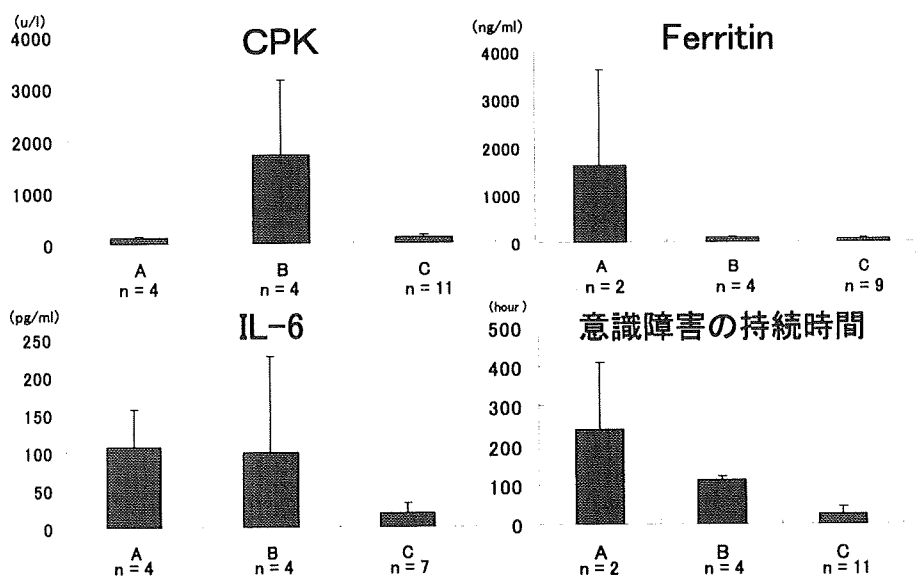 (u/l)
CPK
4000
3000
2000
1000
0
A
n = 4
B
n = 4
C
n = 11
(ng/ml)
Ferritin
4000
3000
2000
1000
0
A
n = 2
B
n = 4
C
n = 9
(pg/ml)
IL-6
250
200
150
100
50
0
A
n = 4
B
n = 4
C
n = 7
(hour)
意識障害の持続時間
500
400
300
200
100
0
A
n = 2
B
n = 4
C
n = 11